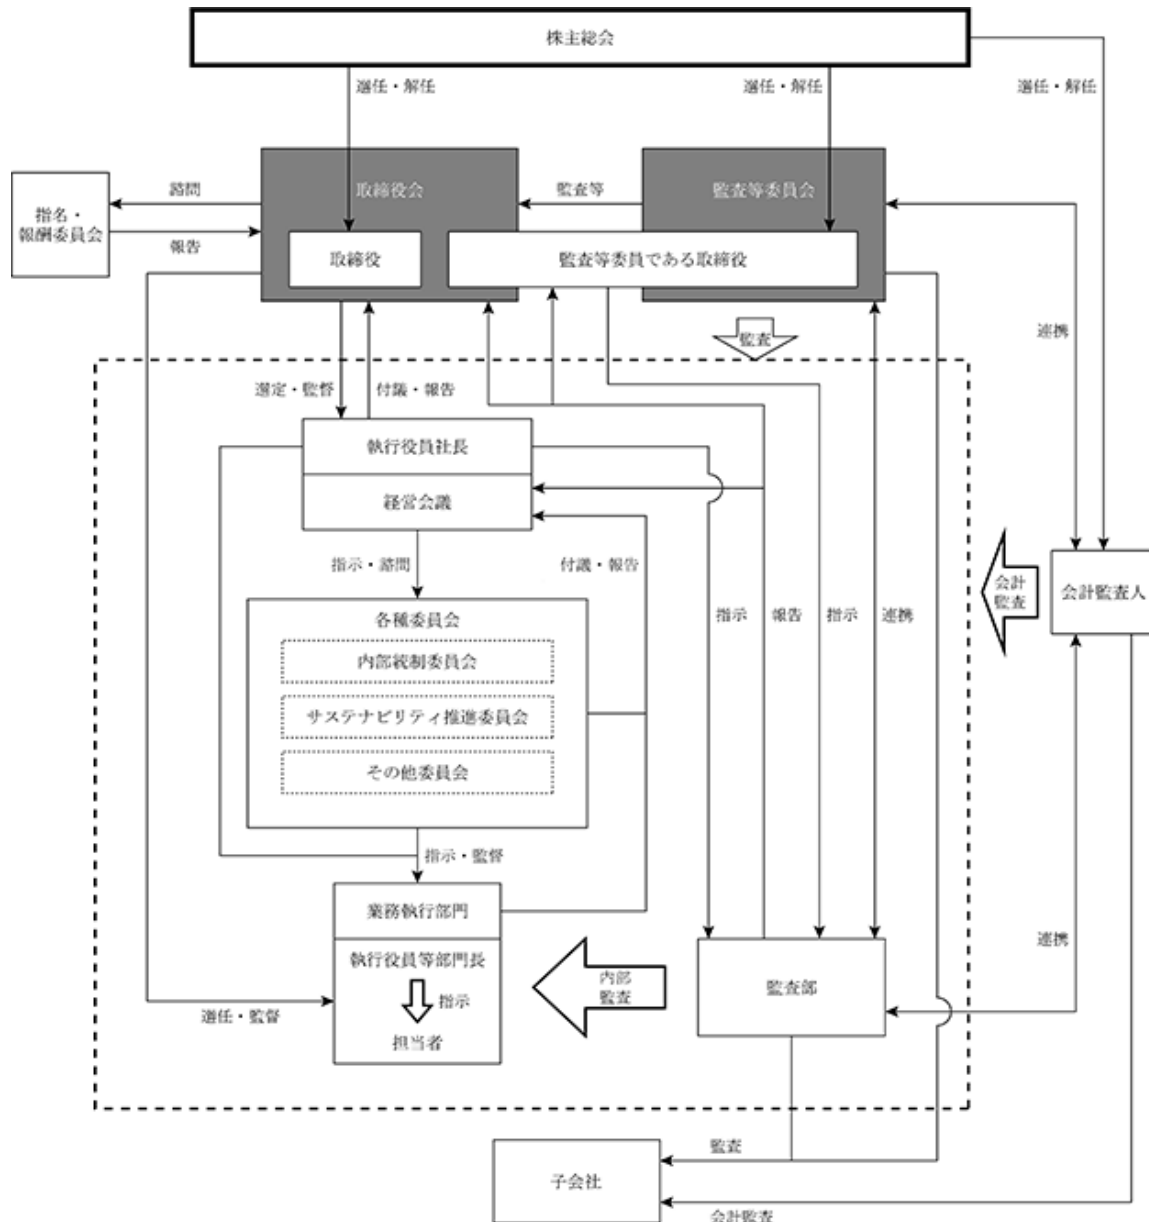 株主総会
選任・解任
選任・解任
選任・解任
取締役会
監査等委員会
諮問
監査等
指名・
報酬委員会
報告
取締役
監査等委員である取締役
連携
監査
選定・監督
付議・報告
執行役員社長
経営会議
指示・諮問
付議・報告
会計
監査
会計監査人
各種委員会
指示
報告
指示
連携
内部統制委員会
サステナビリティ推進委員会
その他委員会
指示・監督
業務執行部門
執行役員等部門長
指示
担当者
内部
監査
監査部
連携
選任・監督
監査
子会社
会計監査